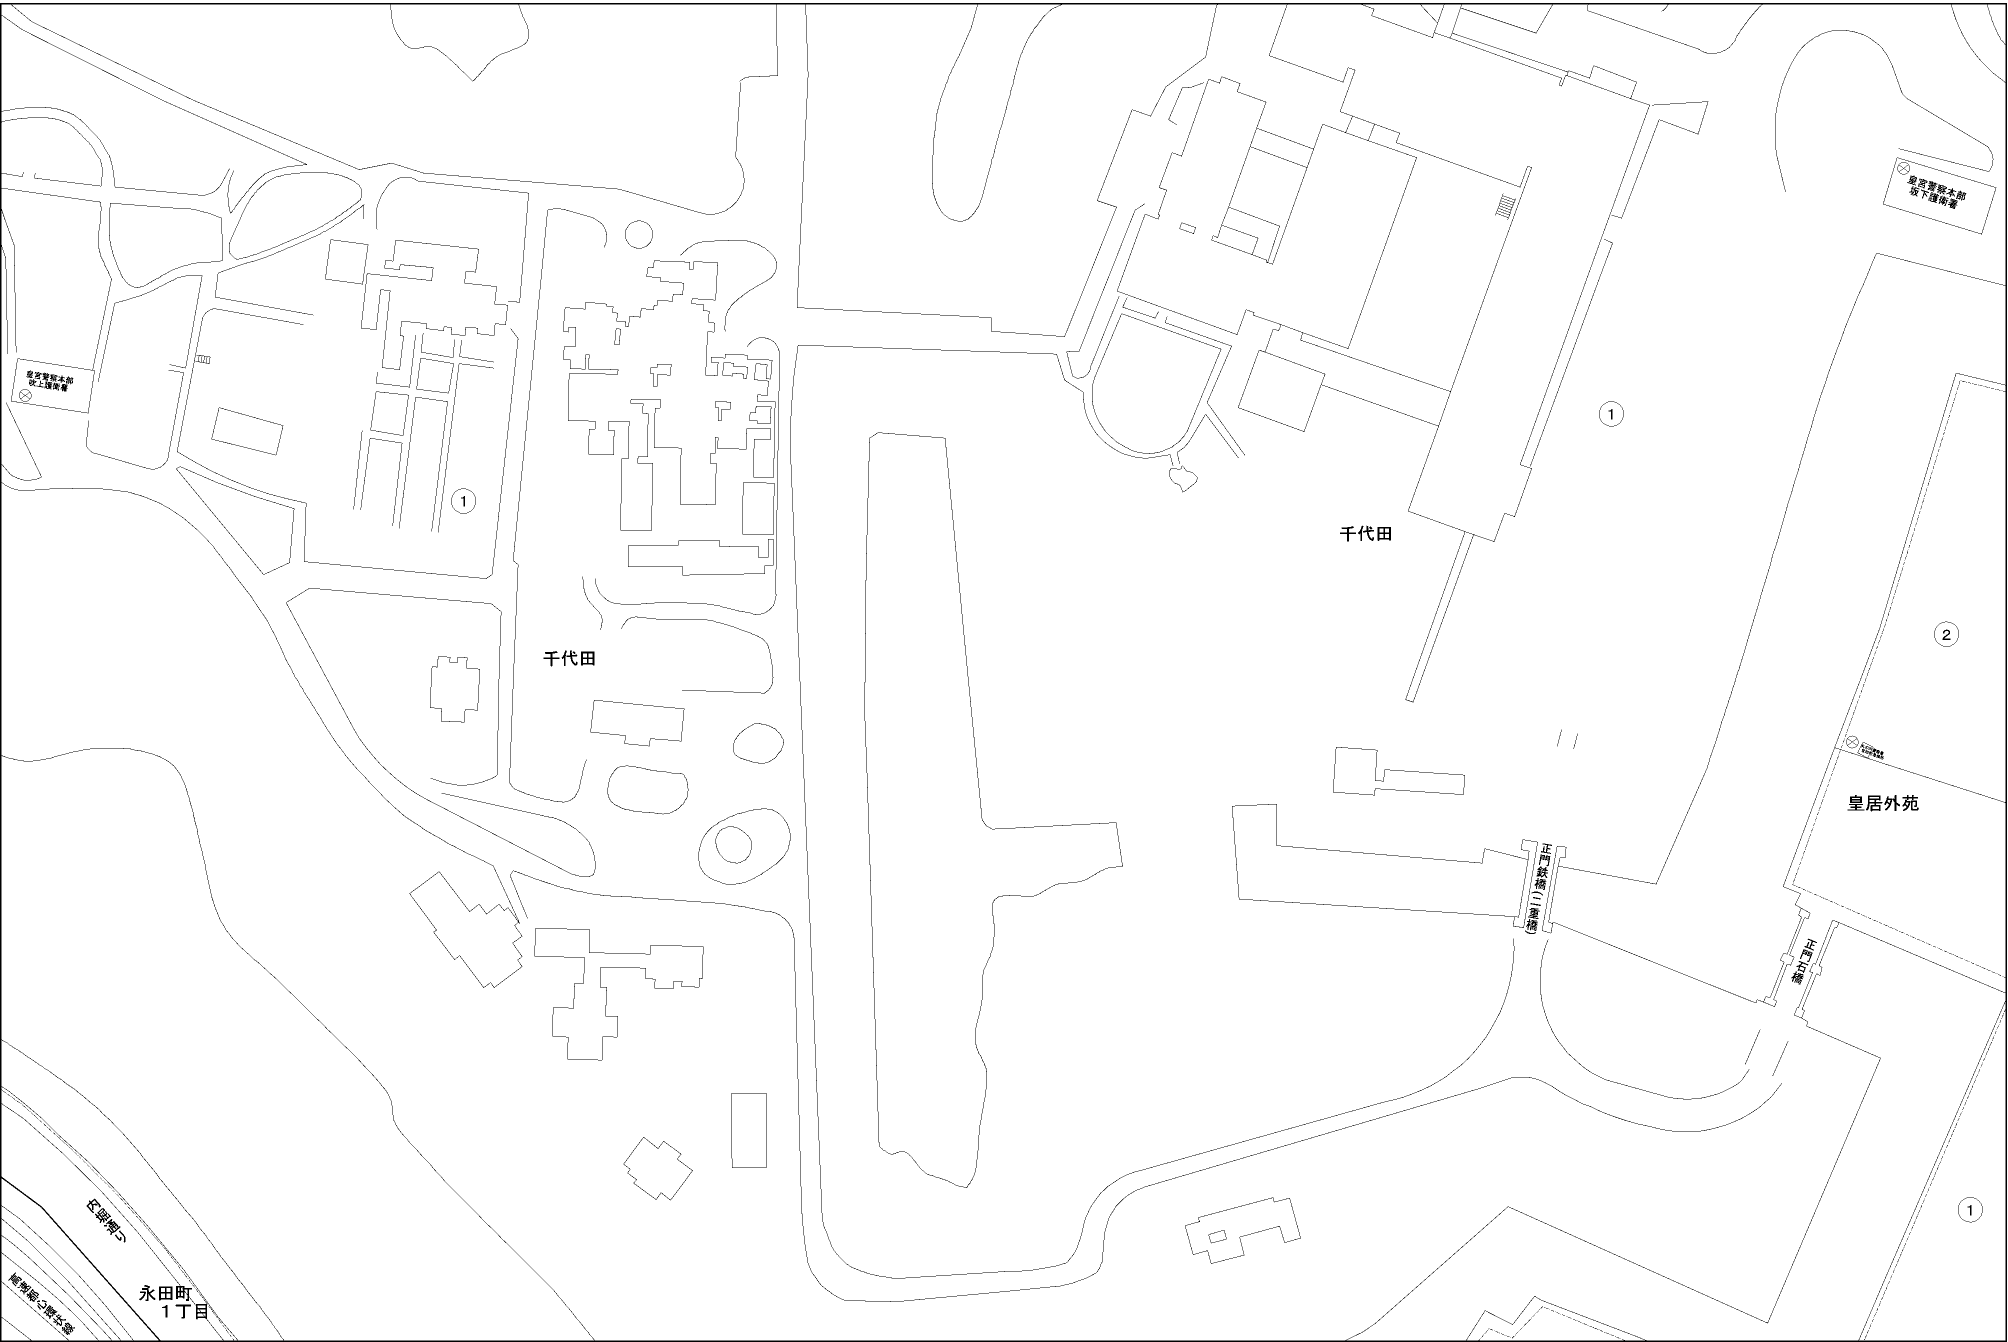 皇宮警察本部
坂下護衛署
皇宮警察本部
吹上護衛署
1
1
千代田
2
千代田
皇居外苑
正門鉄橋(二重橋)
正門石橋
1
内堀通り
永田町
1丁目
高速都心環状線